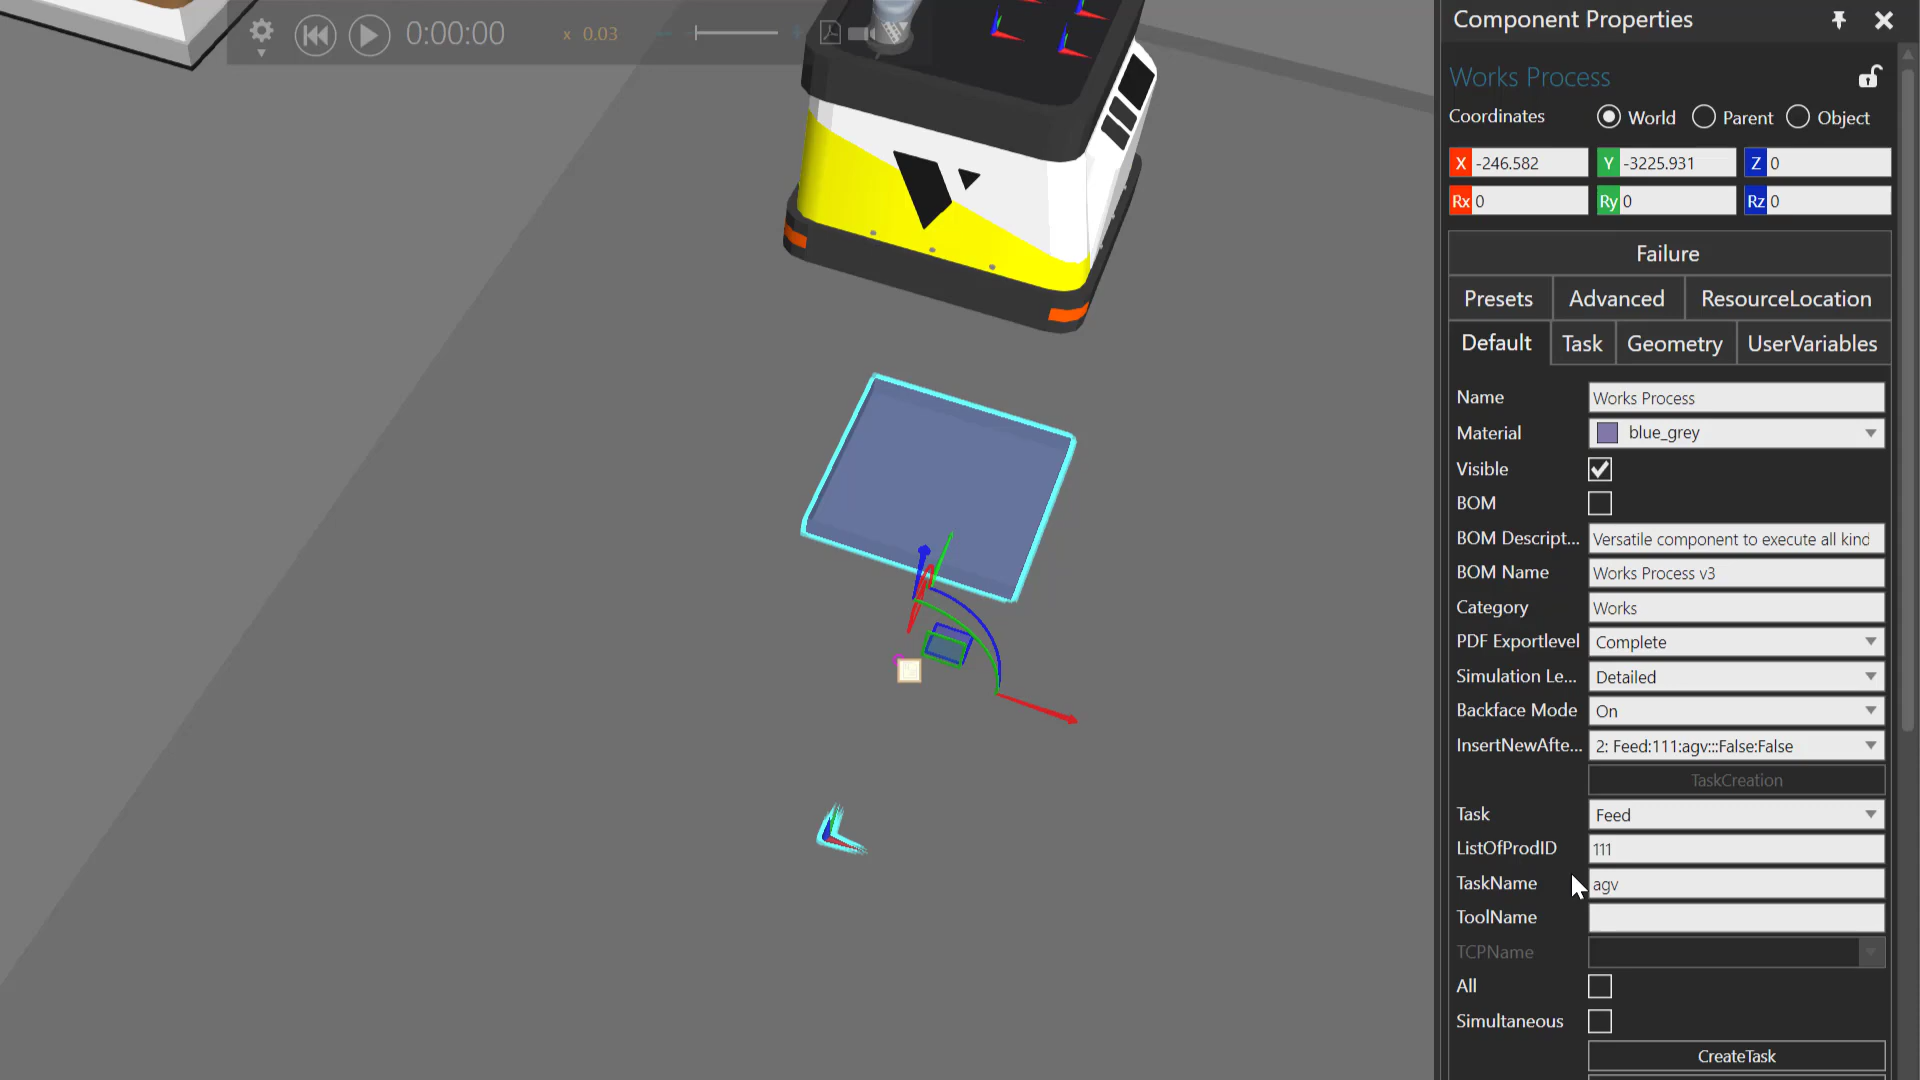 Component Properties
0:00:00
x 0.03
Works Process
Coordinates World Parent Object
X -246.582 Y -3225.931 Z 0
Rx 0 Ry 0 Rz 0
Failure
Presets Advanced ResourceLocation
Default Task Geometry UserVariables
Name Works Process
Material blue_grey
Visible
BOM
BOM Descript... Versatile component to execute all kind
BOM Name Works Process v3
Category Works
PDF Exportlevel Complete
Simulation Le... Detailed
Backface Mode On
InsertNewAfte... 2: Feed:111:agv:::False:False
TaskCreation
Task Feed
ListOfProdID 111
TaskName agv
ToolName
TCPName
All
Simultaneous
CreateTask